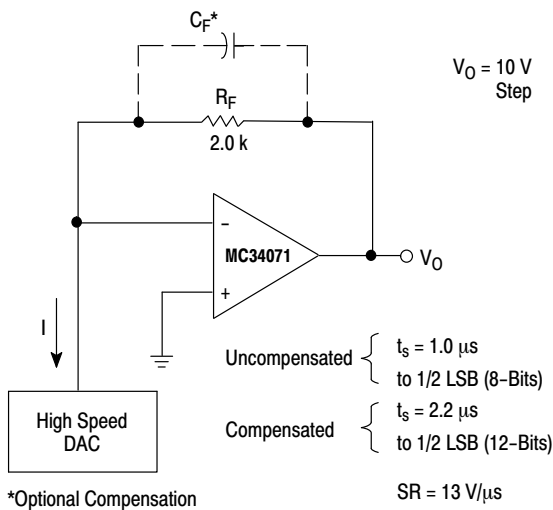 C_F*
V_O = 10 V
Step
R_F
2.0 k
−
MC34071
+
V_O
I
Uncompensated
t_s = 1.0 μs
to 1/2 LSB (8−Bits)
High Speed
DAC
Compensated
t_s = 2.2 μs
to 1/2 LSB (12−Bits)
*Optional Compensation
SR = 13 V/μs